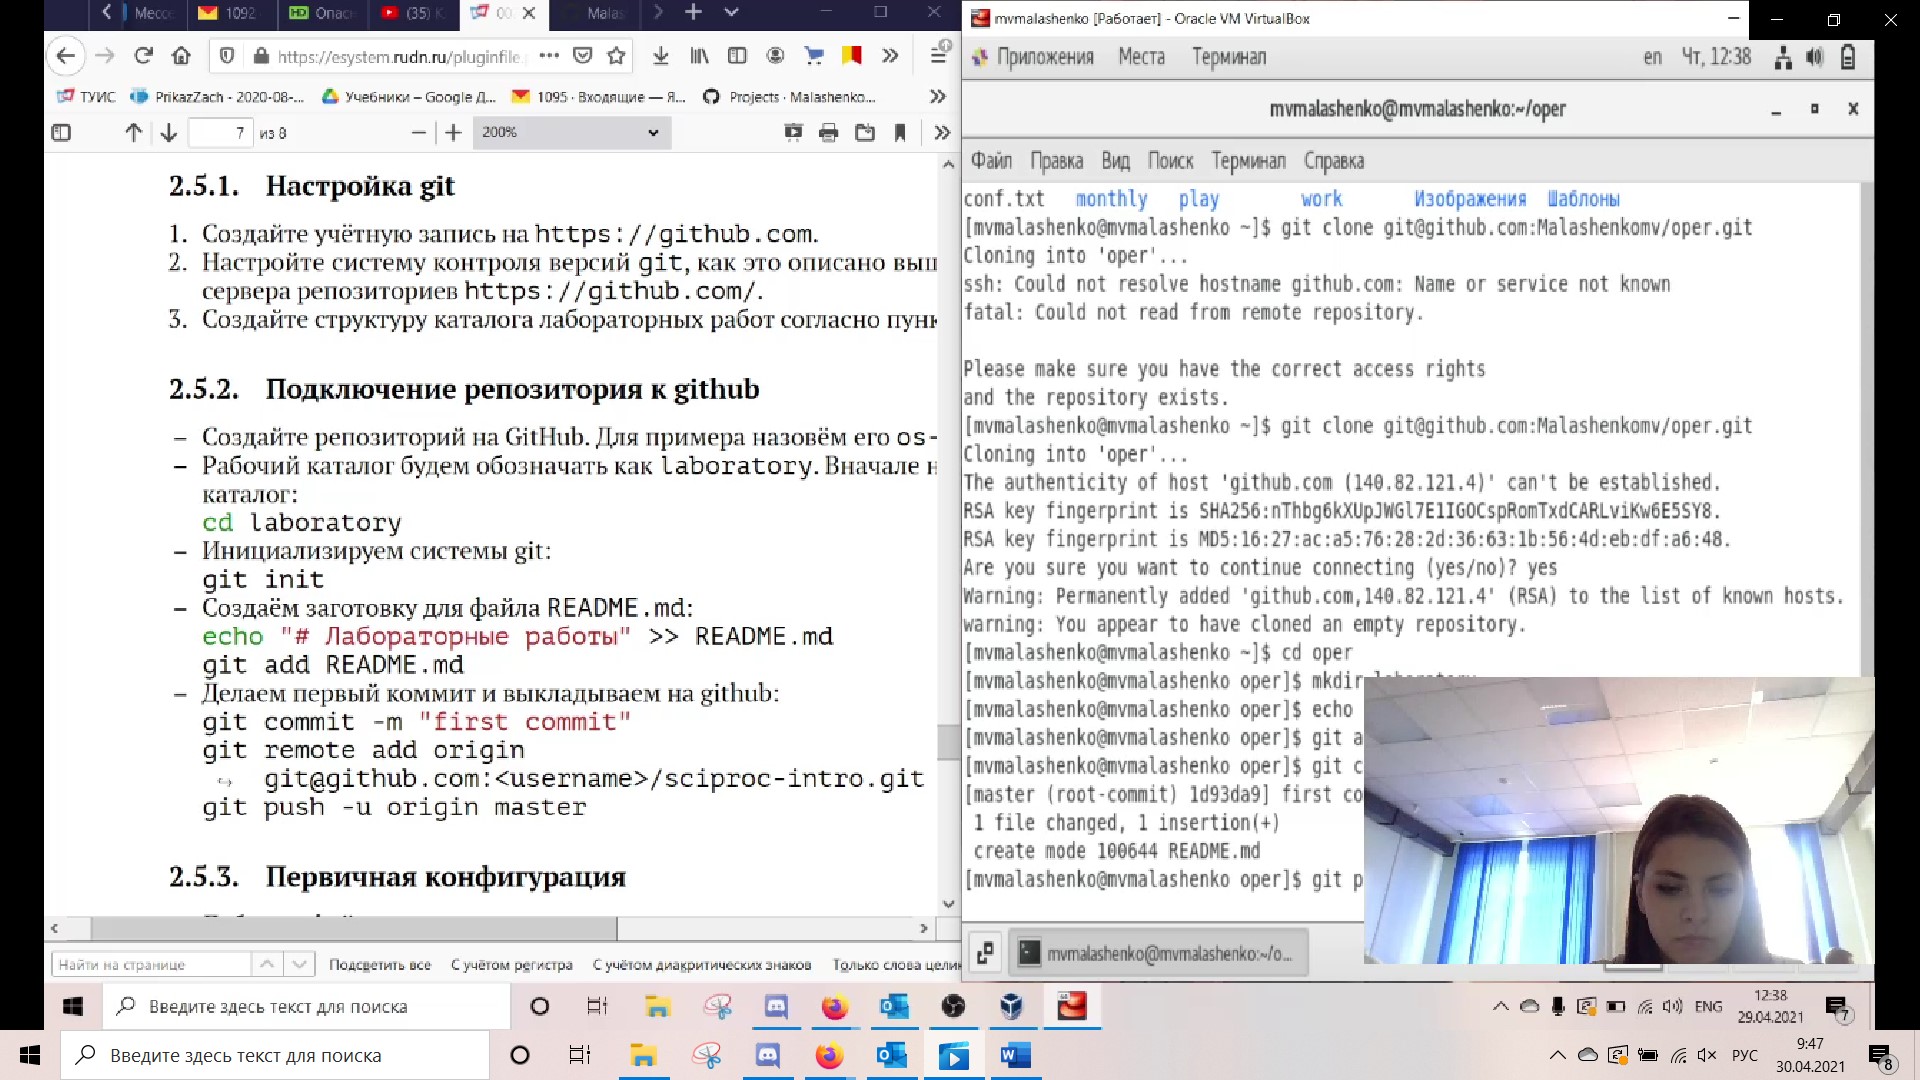 Мессе
1092
HD Опасн
(35) К
00
Малаs
https://esystem.rudn.ru/pluginfile.
ТУИС
PrikazZach - 2020-08-...
Учебники – Google Д...
1095 · Входящие — Я...
Projects · Malashenko...
7 из 8
200%
2.5.1. Настройка git
1. Создайте учётную запись на https://github.com.
2. Настройте систему контроля версий git, как это описано выш
сервера репозиториев https://github.com/.
3. Создайте структуру каталога лабораторных работ согласно пунк
2.5.2. Подключение репозитория к github
– Создайте репозиторий на GitHub. Для примера назовём его os-
– Рабочий каталог будем обозначать как laboratory. Вначале н
каталог:
cd laboratory
– Инициализируем системы git:
git init
– Создаём заготовку для файла README.md:
echo "# Лабораторные работы" >> README.md
git add README.md
– Делаем первый коммит и выкладываем на github:
git commit -m "first commit"
git remote add origin
↪ git@github.com:<username>/sciproc-intro.git
git push -u origin master
2.5.3. Первичная конфигурация
Найти на странице
Подсветить все
С учётом регистра
С учётом диакритических знаков
Только слова цели
mvmalashenko [Работает] - Oracle VM VirtualBox
Приложения Места Терминал
en Чт, 12:38
mvmalashenko@mvmalashenko:~/oper
Файл Правка Вид Поиск Терминал Справка
conf.txt monthly play work Изображения Шаблоны
[mvmalashenko@mvmalashenko ~]$ git clone git@github.com:Malashenkomv/oper.git
Cloning into 'oper'...
ssh: Could not resolve hostname github.com: Name or service not known
fatal: Could not read from remote repository.
Please make sure you have the correct access rights
and the repository exists.
[mvmalashenko@mvmalashenko ~]$ git clone git@github.com:Malashenkomv/oper.git
Cloning into 'oper'...
The authenticity of host 'github.com (140.82.121.4)' can't be established.
RSA key fingerprint is SHA256:nThbg6kXUpJWGl7E1IGOCspRomTxdCARLviKw6E5SY8.
RSA key fingerprint is MD5:16:27:ac:a5:76:28:2d:36:63:1b:56:4d:eb:df:a6:48.
Are you sure you want to continue connecting (yes/no)? yes
Warning: Permanently added 'github.com,140.82.121.4' (RSA) to the list of known hosts.
warning: You appear to have cloned an empty repository.
[mvmalashenko@mvmalashenko ~]$ cd oper
[mvmalashenko@mvmalashenko oper]$ mkdir laboratory
[mvmalashenko@mvmalashenko oper]$ echo
[mvmalashenko@mvmalashenko oper]$ git a
[mvmalashenko@mvmalashenko oper]$ git c
[master (root-commit) 1d93da9] first co
1 file changed, 1 insertion(+)
create mode 100644 README.md
[mvmalashenko@mvmalashenko oper]$ git p
mvmalashenko@mvmalashenko:~/o...
Введите здесь текст для поиска
ENG
12:38
29.04.2021
7
Введите здесь текст для поиска
РУС
9:47
30.04.2021
8